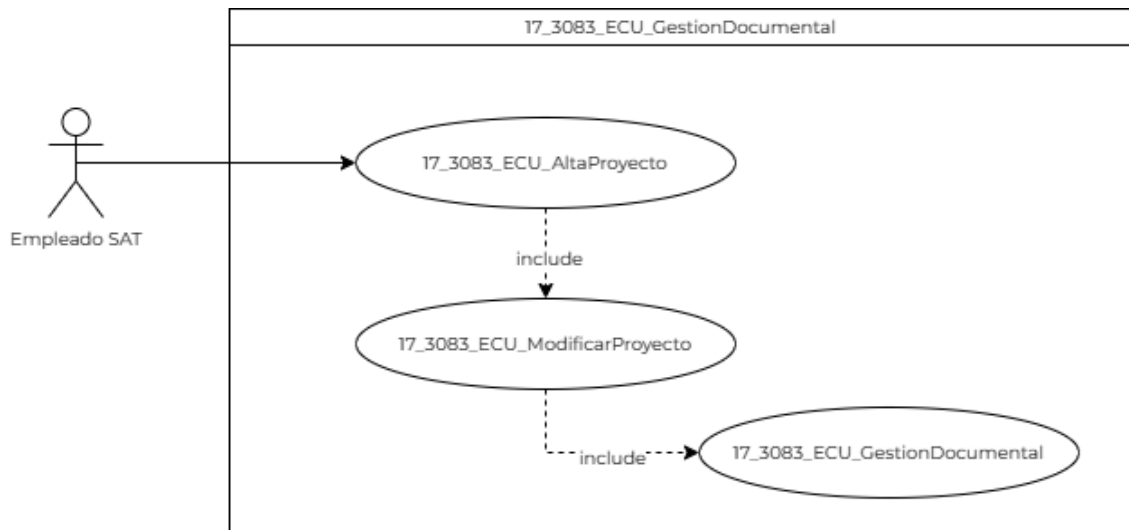 17_3083_ECU_GestionDocumental
17_3083_ECU_AltaProyecto
Empleado SAT
include
17_3083_ECU_ModificarProyecto
17_3083_ECU_GestionDocumental
include